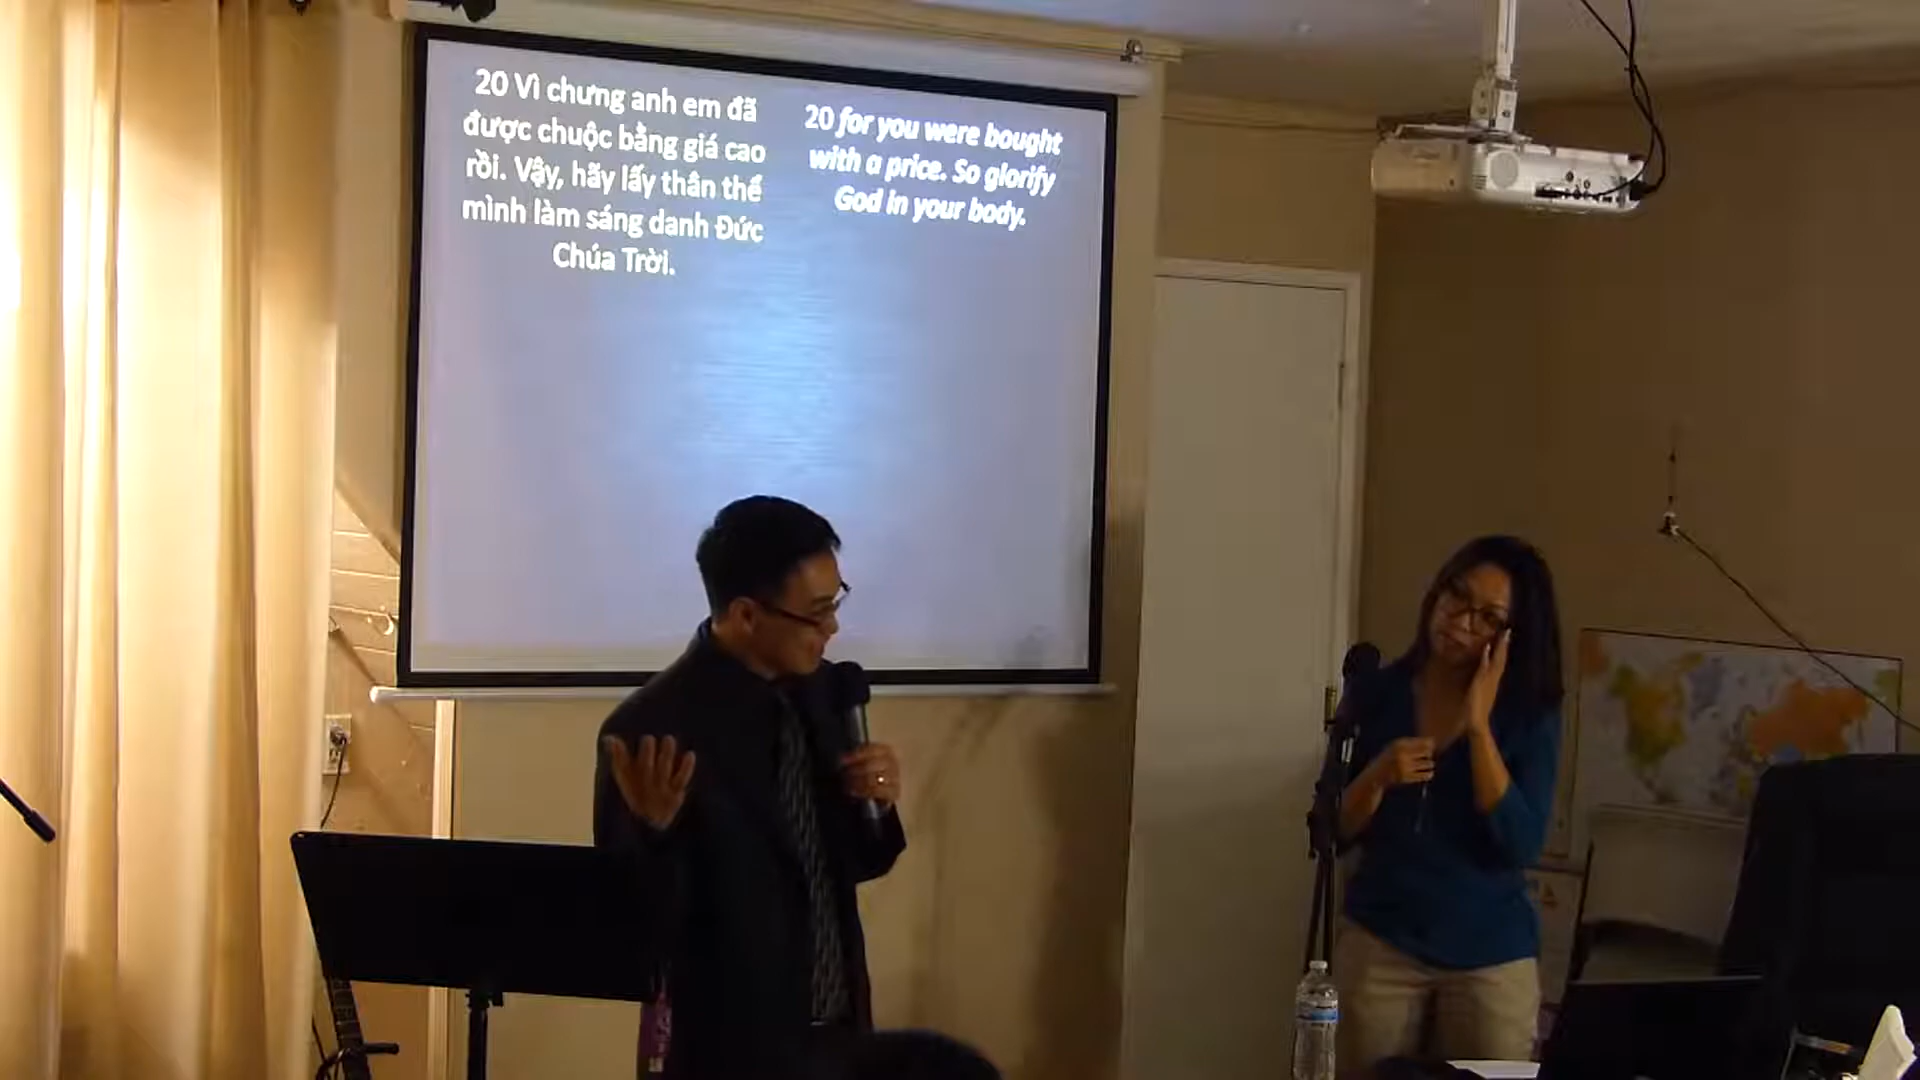 20 Vì chưng anh em đã
được chuộc bằng giá cao
rồi. Vậy, hãy lấy thân thể
mình làm sáng danh Đức
Chúa Trời.
20 for you were bought
with a price. So glorify
God in your body.